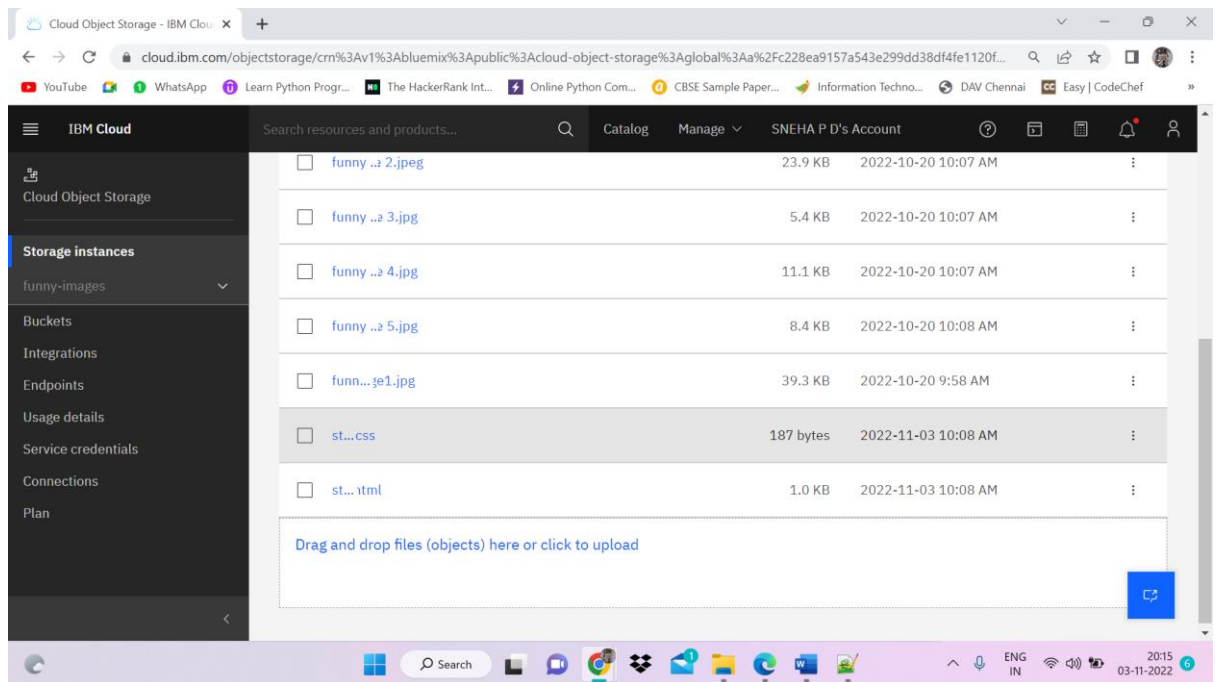 Cloud Object Storage - IBM Clou
cloud.ibm.com/objectstorage/crn%3Av1%3Abluemix%3Apublic%3Acloud-object-storage%3Aglobal%3Aa%2Fc228ea9157a543e299dd38df4fe1120f...
YouTube WhatsApp Learn Python Progr... The HackerRank Int... Online Python Com... CBSE Sample Paper... Information Techno... DAV Chennai Easy | CodeChef »
IBM Cloud Search resources and products... Catalog Manage SNEHA P D's Account
Cloud Object Storage
Storage instances
funny-images
Buckets
Integrations
Endpoints
Usage details
Service credentials
Connections
Plan
funny ..e 2.jpeg 23.9 KB 2022-10-20 10:07 AM
funny ..e 3.jpg 5.4 KB 2022-10-20 10:07 AM
funny ..e 4.jpg 11.1 KB 2022-10-20 10:07 AM
funny ..e 5.jpg 8.4 KB 2022-10-20 10:08 AM
funn...ge1.jpg 39.3 KB 2022-10-20 9:58 AM
st...css 187 bytes 2022-11-03 10:08 AM
st...html 1.0 KB 2022-11-03 10:08 AM
Drag and drop files (objects) here or click to upload
Search ENG 20:15
IN 03-11-2022 6